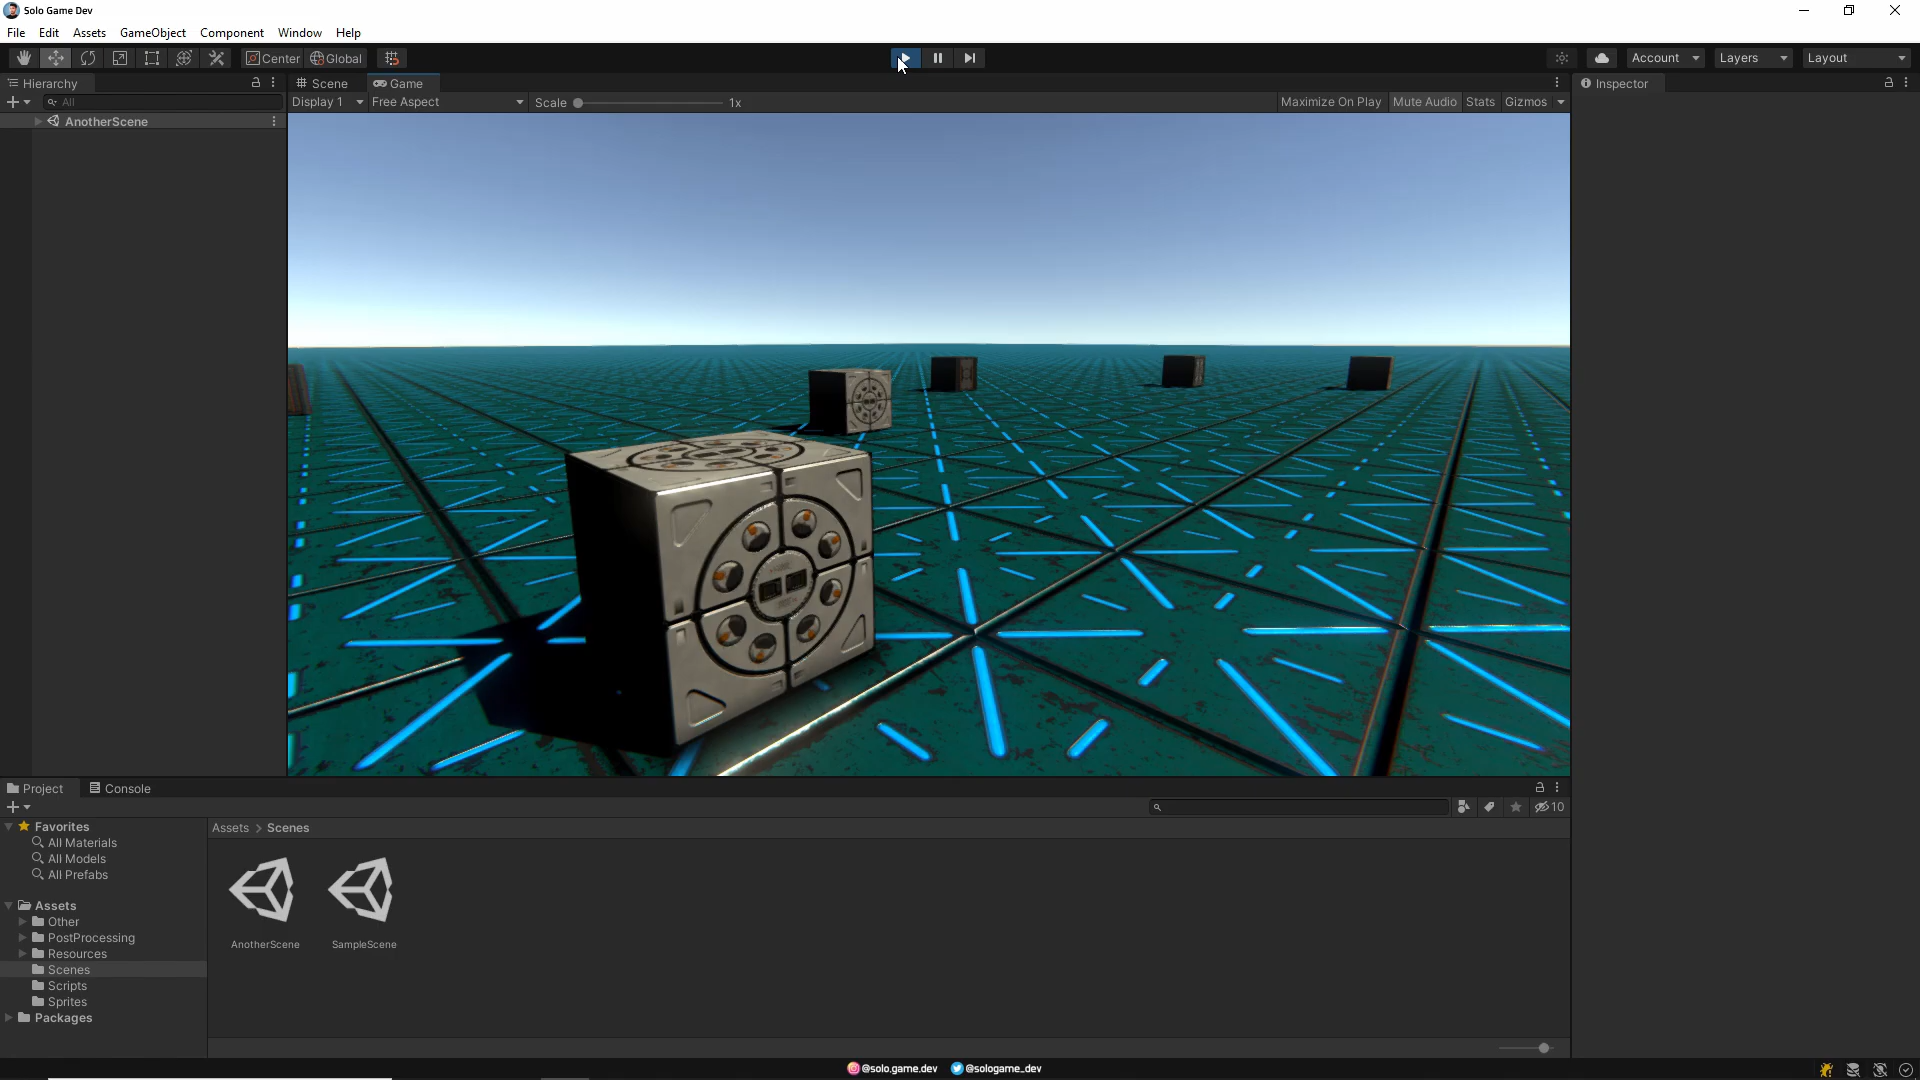 Solo Game Dev
File Edit Assets GameObject Component Window Help
Center Global Account Layers Layout
Hierarchy Scene Game Inspector
All Display 1 Free Aspect Scale 1x Maximize On Play Mute Audio Stats Gizmos
AnotherScene
Project Console
10
Favorites Assets > Scenes
All Materials
All Models
All Prefabs
Assets
Other
PostProcessing AnotherScene SampleScene
Resources
Scenes
Scripts
Sprites
Packages
@solo.game.dev @sologame_dev